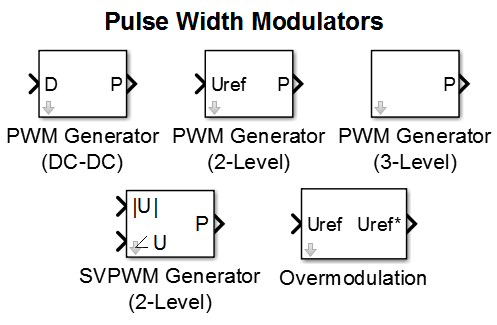 Pulse Width Modulators
D P
Uref P
P
PWM Generator
(DC-DC)
PWM Generator
(2-Level)
PWM Generator
(3-Level)
|U|
∠ U
P
Uref Uref*
SVPWM Generator
(2-Level)
Overmodulation